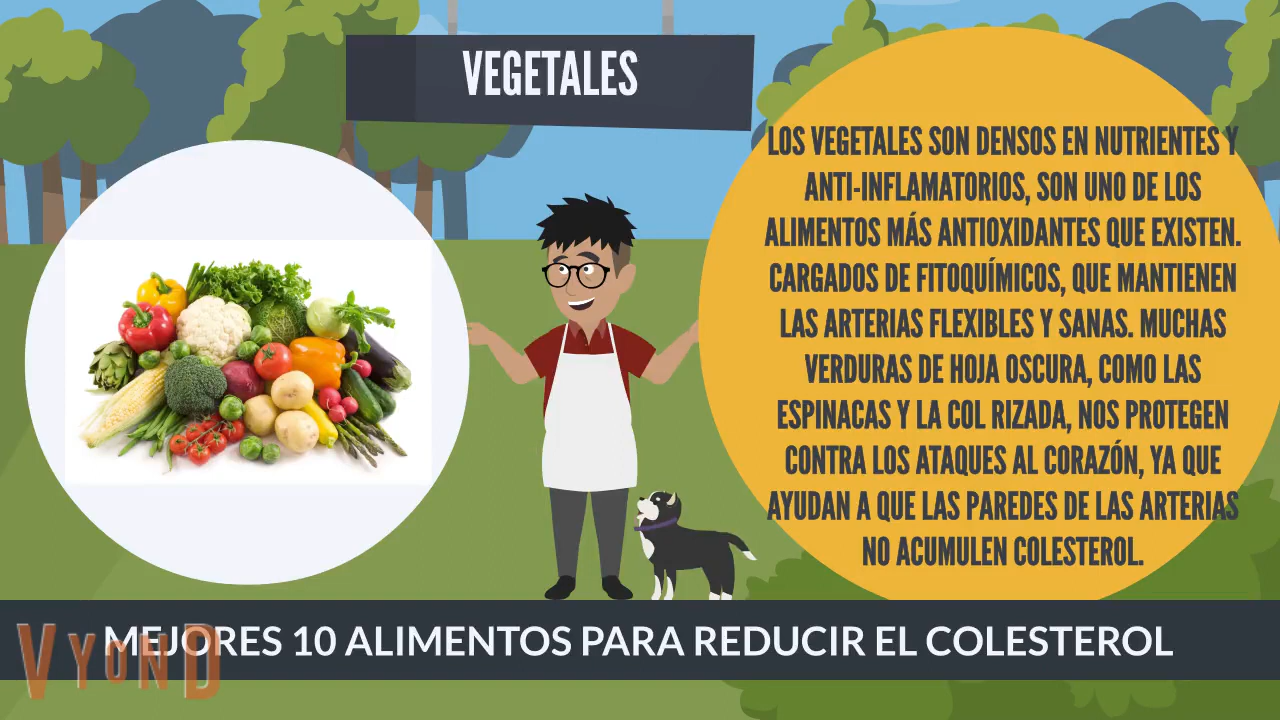 VEGETALES
LOS VEGETALES SON DENSOS EN NUTRIENTES Y
ANTI-INFLAMATORIOS, SON UNO DE LOS
ALIMENTOS MÁS ANTIOXIDANTES QUE EXISTEN.
CARGADOS DE FITOQUÍMICOS, QUE MANTIENEN
LAS ARTERIAS FLEXIBLES Y SANAS. MUCHAS
VERDURAS DE HOJA OSCURA, COMO LAS
ESPINACAS Y LA COL RIZADA, NOS PROTEGEN
CONTRA LOS ATAQUES AL CORAZÓN, YA QUE
AYUDAN A QUE LAS PAREDES DE LAS ARTERIAS
NO ACUMULEN COLESTEROL.
MEJORES 10 ALIMENTOS PARA REDUCIR EL COLESTEROL
VYOND